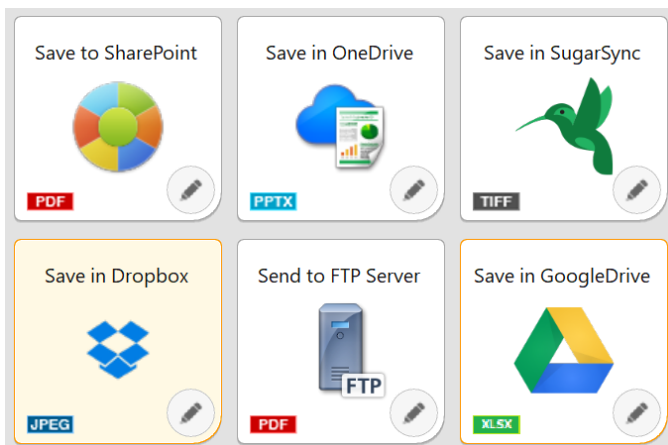 Save to SharePoint
Save in OneDrive
Save in SugarSync
PDF
PPTX
TIFF
Save in Dropbox
Send to FTP Server
Save in GoogleDrive
FTP
JPEG
PDF
XLSX